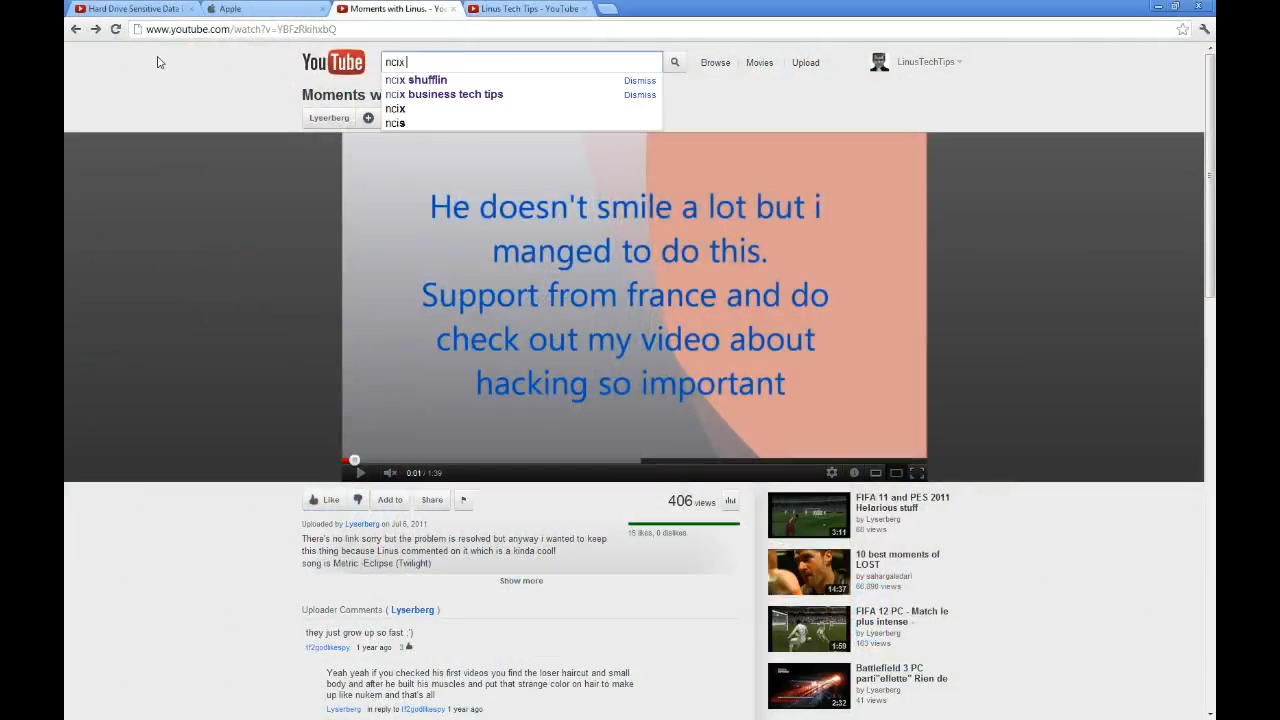 Hard Drive Sensitive Data
Apple
Moments with Linus. - Yo
Linus Tech Tips - YouTube
www.youtube.com/watch?v=YBFzRkihxbQ
YouTube
ncix
Browse
Movies
Upload
LinusTechTips
ncix shufflin
Dismiss
ncix business tech tips
Dismiss
ncix
ncis
Moments w
Lyserberg
He doesn't smile a lot but i
manged to do this.
Support from france and do
check out my video about
hacking so important
0:01 / 1:39
Like
Add to
Share
406 views
Uploaded by Lyserberg on Jul 6, 2011
15 likes, 0 dislikes
There's no link sorry but the problem is resolved but anyway i wanted to keep
this thing because Linus commented on it which is a kinda cool!
song is Metric -Eclipse (Twilight)
Show more
Uploader Comments ( Lyserberg )
they just grow up so fast :')
tf2godlikespy 1 year ago 3
Yeah yeah if you checked his first videos you find the loser haircut and small
body and after he built his muscles and put that strange color on hair to make
up like nukem and that's all
Lyserberg in reply to tf2godlikespy 1 year ago
FIFA 11 and PES 2011
Helarious stuff
by Lyserberg
68 views
3:11
10 best moments of
LOST
by sahargaladari
66,890 views
14:37
FIFA 12 PC - Match le
plus intense -
by Lyserberg
163 views
1:59
Battlefield 3 PC
parti"ellette" Rien de
by Lyserberg
41 views
2:32